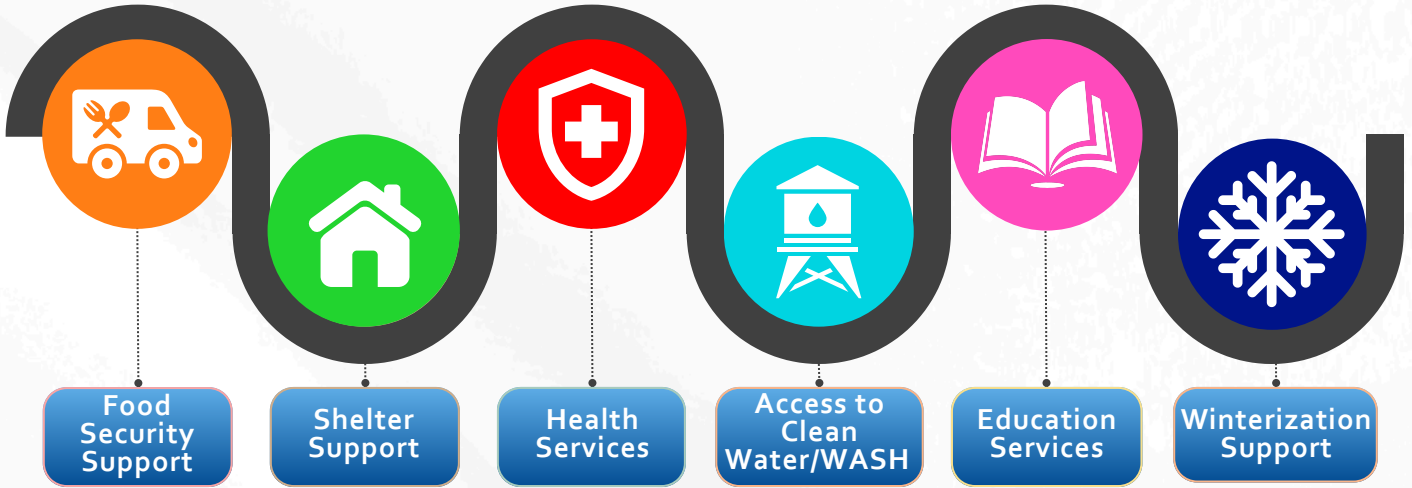 Food
Security
Support
Shelter
Support
Health
Services
Access to
Clean
Water/WASH
Education
Services
Winterization
Support